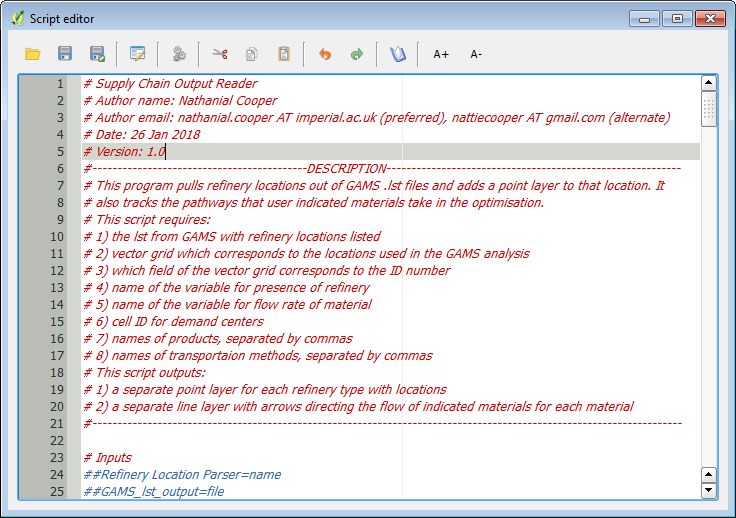 Script editor
A+ A-
1 # Supply Chain Output Reader
2 # Author name: Nathanial Cooper
3 # Author email: nathanial.cooper AT imperial.ac.uk (preferred), nattiecooper AT gmail.com (alternate)
4 # Date: 26 Jan 2018
5 # Version: 1.0
6 #-----------------------------------------DESCRIPTION---------------------------------------------------------
7 # This program pulls refinery locations out of GAMS .lst files and adds a point layer to that location. It
8 # also tracks the pathways that user indicated materials take in the optimisation.
9 # This script requires:
10 # 1) the lst from GAMS with refinery locations listed
11 # 2) vector grid which corresponds to the locations used in the GAMS analysis
12 # 3) which field of the vector grid corresponds to the ID number
13 # 4) name of the variable for presence of refinery
14 # 5) name of the variable for flow rate of material
15 # 6) cell ID for demand centers
16 # 7) names of products, separated by commas
17 # 8) names of transportaion methods, separated by commas
18 # This script outputs:
19 # 1) a separate point layer for each refinery type with locations
20 # 2) a separate line layer with arrows directing the flow of indicated materials for each material
21 #-----------------------------------------------------------------------------------------------------------------
22
23 # Inputs
24 ##Refinery Location Parser=name
25 ##GAMS_lst_output=file